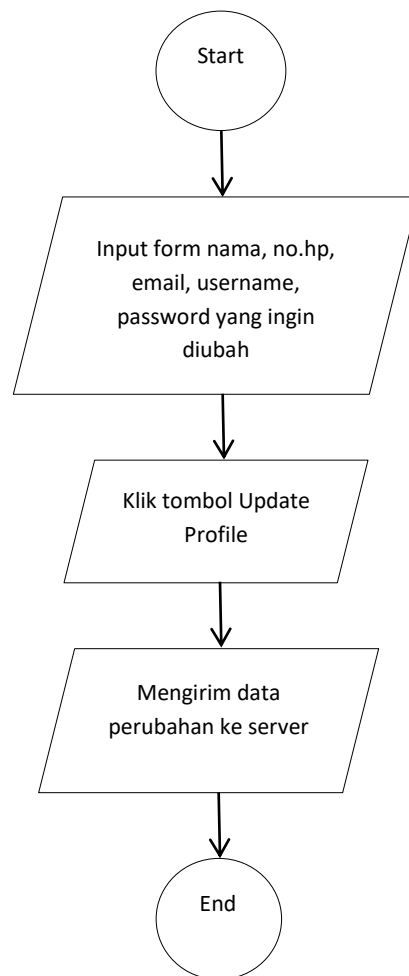 Start
Input form nama, no.hp,
email, username,
password yang ingin
diubah
Klik tombol Update
Profile
Mengirim data
perubahan ke server
End